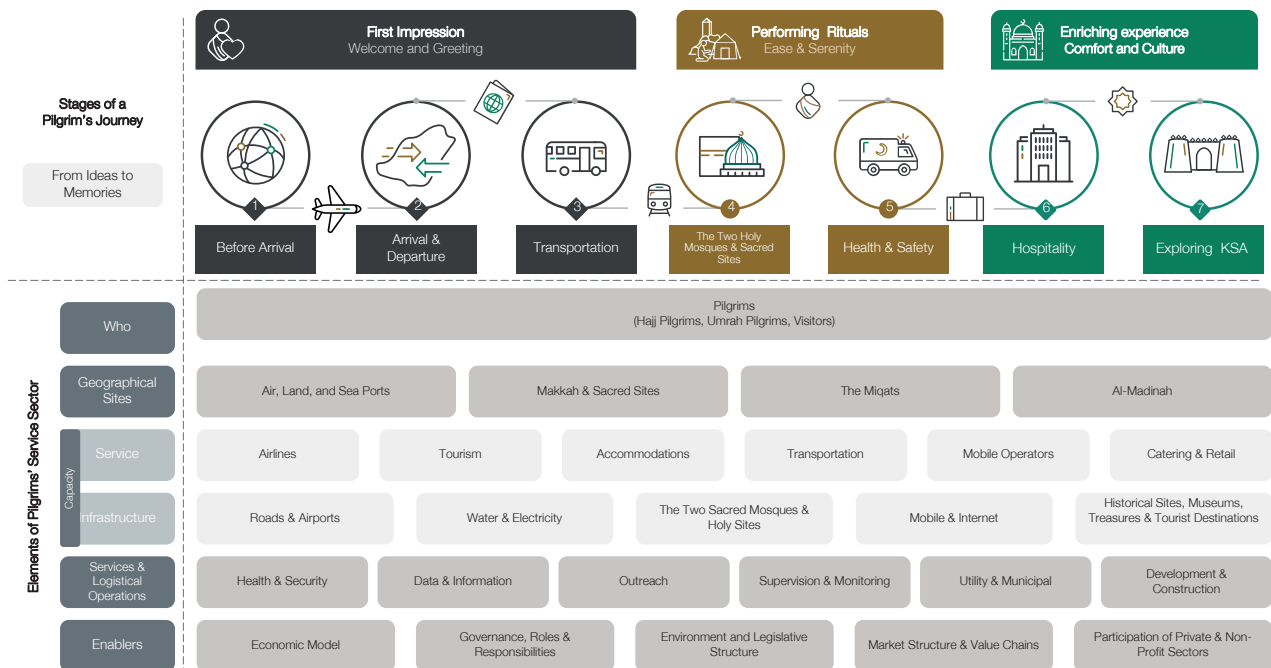 First Impression
Welcome and Greeting
Performing Rituals
Ease & Serenity
Enriching experience
Comfort and Culture
Stages of a
Pilgrim's Journey
From Ideas to
Memories
1
2
3
4
5
6
7
Before Arrival
Arrival &
Departure
Transportation
The Two Holy
Mosques & Sacred
Sites
Health & Safety
Hospitality
Exploring KSA
Elements of Pilgrims' Service Sector
Who
Pilgrims
(Hajj Pilgrims, Umrah Pilgrims, Visitors)
Geographical
Sites
Air, Land, and Sea Ports
Makkah & Sacred Sites
The Miqats
Al-Madinah
Capacity
Service
Airlines
Tourism
Accommodations
Transportation
Mobile Operators
Catering & Retail
Infrastructure
Roads & Airports
Water & Electricity
The Two Sacred Mosques &
Holy Sites
Mobile & Internet
Historical Sites, Museums,
Treasures & Tourist Destinations
Services &
Logistical
Operations
Health & Security
Data & Information
Outreach
Supervision & Monitoring
Utility & Municipal
Development &
Construction
Enablers
Economic Model
Governance, Roles &
Responsibilities
Environment and Legislative
Structure
Market Structure & Value Chains
Participation of Private & Non-
Profit Sectors